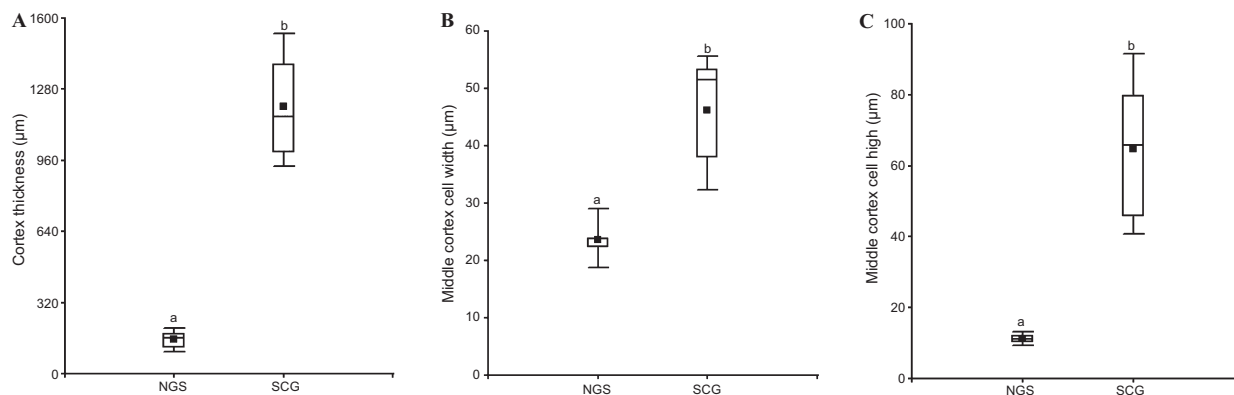 A
Cortex thickness (µm)
1600
1280
960
640
320
0
a
b
NGS
SCG
B
Middle cortex cell width (µm)
60
50
40
30
20
10
0
a
b
NGS
SCG
C
Middle cortex cell high (µm)
100
80
60
40
20
0
a
b
NGS
SCG